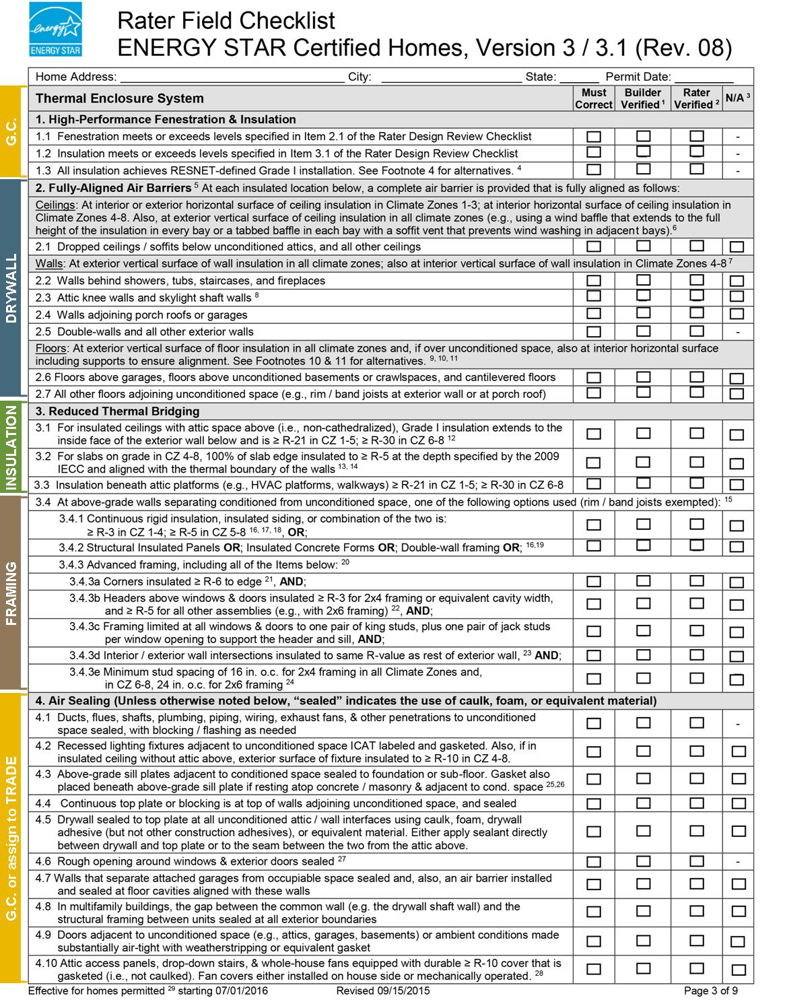 energy
ENERGY STAR
Rater Field Checklist
ENERGY STAR Certified Homes, Version 3 / 3.1 (Rev. 08)
Home Address: ___ City: ___ State: ___ Permit Date: ___
G.C.
Thermal Enclosure System Must Correct Builder Verified 1 Rater Verified 2 N/A 3
1. High-Performance Fenestration & Insulation
1.1 Fenestration meets or exceeds levels specified in Item 2.1 of the Rater Design Review Checklist -
1.2 Insulation meets or exceeds levels specified in Item 3.1 of the Rater Design Review Checklist -
1.3 All insulation achieves RESNET-defined Grade I installation. See Footnote 4 for alternatives. 4 -
DRYWALL
2. Fully-Aligned Air Barriers 5 At each insulated location below, a complete air barrier is provided that is fully aligned as follows:
Ceilings: At interior or exterior horizontal surface of ceiling insulation in Climate Zones 1-3; at interior horizontal surface of ceiling insulation in
Climate Zones 4-8. Also, at exterior vertical surface of ceiling insulation in all climate zones (e.g., using a wind baffle that extends to the full
height of the insulation in every bay or a tabbed baffle in each bay with a soffit vent that prevents wind washing in adjacent bays).6
2.1 Dropped ceilings / soffits below unconditioned attics, and all other ceilings
Walls: At exterior vertical surface of wall insulation in all climate zones; also at interior vertical surface of wall insulation in Climate Zones 4-8 7
2.2 Walls behind showers, tubs, staircases, and fireplaces
2.3 Attic knee walls and skylight shaft walls 8
2.4 Walls adjoining porch roofs or garages
2.5 Double-walls and all other exterior walls -
Floors: At exterior vertical surface of floor insulation in all climate zones and, if over unconditioned space, also at interior horizontal surface
including supports to ensure alignment. See Footnotes 10 & 11 for alternatives. 9, 10, 11
2.6 Floors above garages, floors above unconditioned basements or crawlspaces, and cantilevered floors
2.7 All other floors adjoining unconditioned space (e.g., rim / band joists at exterior wall or at porch roof)
INSULATION
3. Reduced Thermal Bridging
3.1 For insulated ceilings with attic space above (i.e., non-cathedralized), Grade I insulation extends to the
inside face of the exterior wall below and is ≥ R-21 in CZ 1-5; ≥ R-30 in CZ 6-8 12
3.2 For slabs on grade in CZ 4-8, 100% of slab edge insulated to ≥ R-5 at the depth specified by the 2009
IECC and aligned with the thermal boundary of the walls 13, 14
3.3 Insulation beneath attic platforms (e.g., HVAC platforms, walkways) ≥ R-21 in CZ 1-5; ≥ R-30 in CZ 6-8
FRAMING
3.4 At above-grade walls separating conditioned from unconditioned space, one of the following options used (rim / band joists exempted): 15
3.4.1 Continuous rigid insulation, insulated siding, or combination of the two is:
≥ R-3 in CZ 1-4; ≥ R-5 in CZ 5-8 16, 17, 18, OR;
3.4.2 Structural Insulated Panels OR; Insulated Concrete Forms OR; Double-wall framing OR; 16,19
3.4.3 Advanced framing, including all of the Items below: 20
3.4.3a Corners insulated ≥ R-6 to edge 21, AND;
3.4.3b Headers above windows & doors insulated ≥ R-3 for 2x4 framing or equivalent cavity width,
and ≥ R-5 for all other assemblies (e.g., with 2x6 framing) 22, AND;
3.4.3c Framing limited at all windows & doors to one pair of king studs, plus one pair of jack studs
per window opening to support the header and sill, AND;
3.4.3d Interior / exterior wall intersections insulated to same R-value as rest of exterior wall, 23 AND;
3.4.3e Minimum stud spacing of 16 in. o.c. for 2x4 framing in all Climate Zones and,
in CZ 6-8, 24 in. o.c. for 2x6 framing 24
G.C. or assign to TRADE
4. Air Sealing (Unless otherwise noted below, “sealed” indicates the use of caulk, foam, or equivalent material)
4.1 Ducts, flues, shafts, plumbing, piping, wiring, exhaust fans, & other penetrations to unconditioned
space sealed, with blocking / flashing as needed -
4.2 Recessed lighting fixtures adjacent to unconditioned space ICAT labeled and gasketed. Also, if in
insulated ceiling without attic above, exterior surface of fixture insulated to ≥ R-10 in CZ 4-8.
4.3 Above-grade sill plates adjacent to conditioned space sealed to foundation or sub-floor. Gasket also
placed beneath above-grade sill plate if resting atop concrete / masonry & adjacent to cond. space 25,26
4.4 Continuous top plate or blocking is at top of walls adjoining unconditioned space, and sealed
4.5 Drywall sealed to top plate at all unconditioned attic / wall interfaces using caulk, foam, drywall
adhesive (but not other construction adhesives), or equivalent material. Either apply sealant directly
between drywall and top plate or to the seam between the two from the attic above.
4.6 Rough opening around windows & exterior doors sealed 27 -
4.7 Walls that separate attached garages from occupiable space sealed and, also, an air barrier installed
and sealed at floor cavities aligned with these walls
4.8 In multifamily buildings, the gap between the common wall (e.g. the drywall shaft wall) and the
structural framing between units sealed at all exterior boundaries
4.9 Doors adjacent to unconditioned space (e.g., attics, garages, basements) or ambient conditions made
substantially air-tight with weatherstripping or equivalent gasket
4.10 Attic access panels, drop-down stairs, & whole-house fans equipped with durable ≥ R-10 cover that is
gasketed (i.e., not caulked). Fan covers either installed on house side or mechanically operated. 28
Effective for homes permitted 29 starting 07/01/2016 Revised 09/15/2015 Page 3 of 9